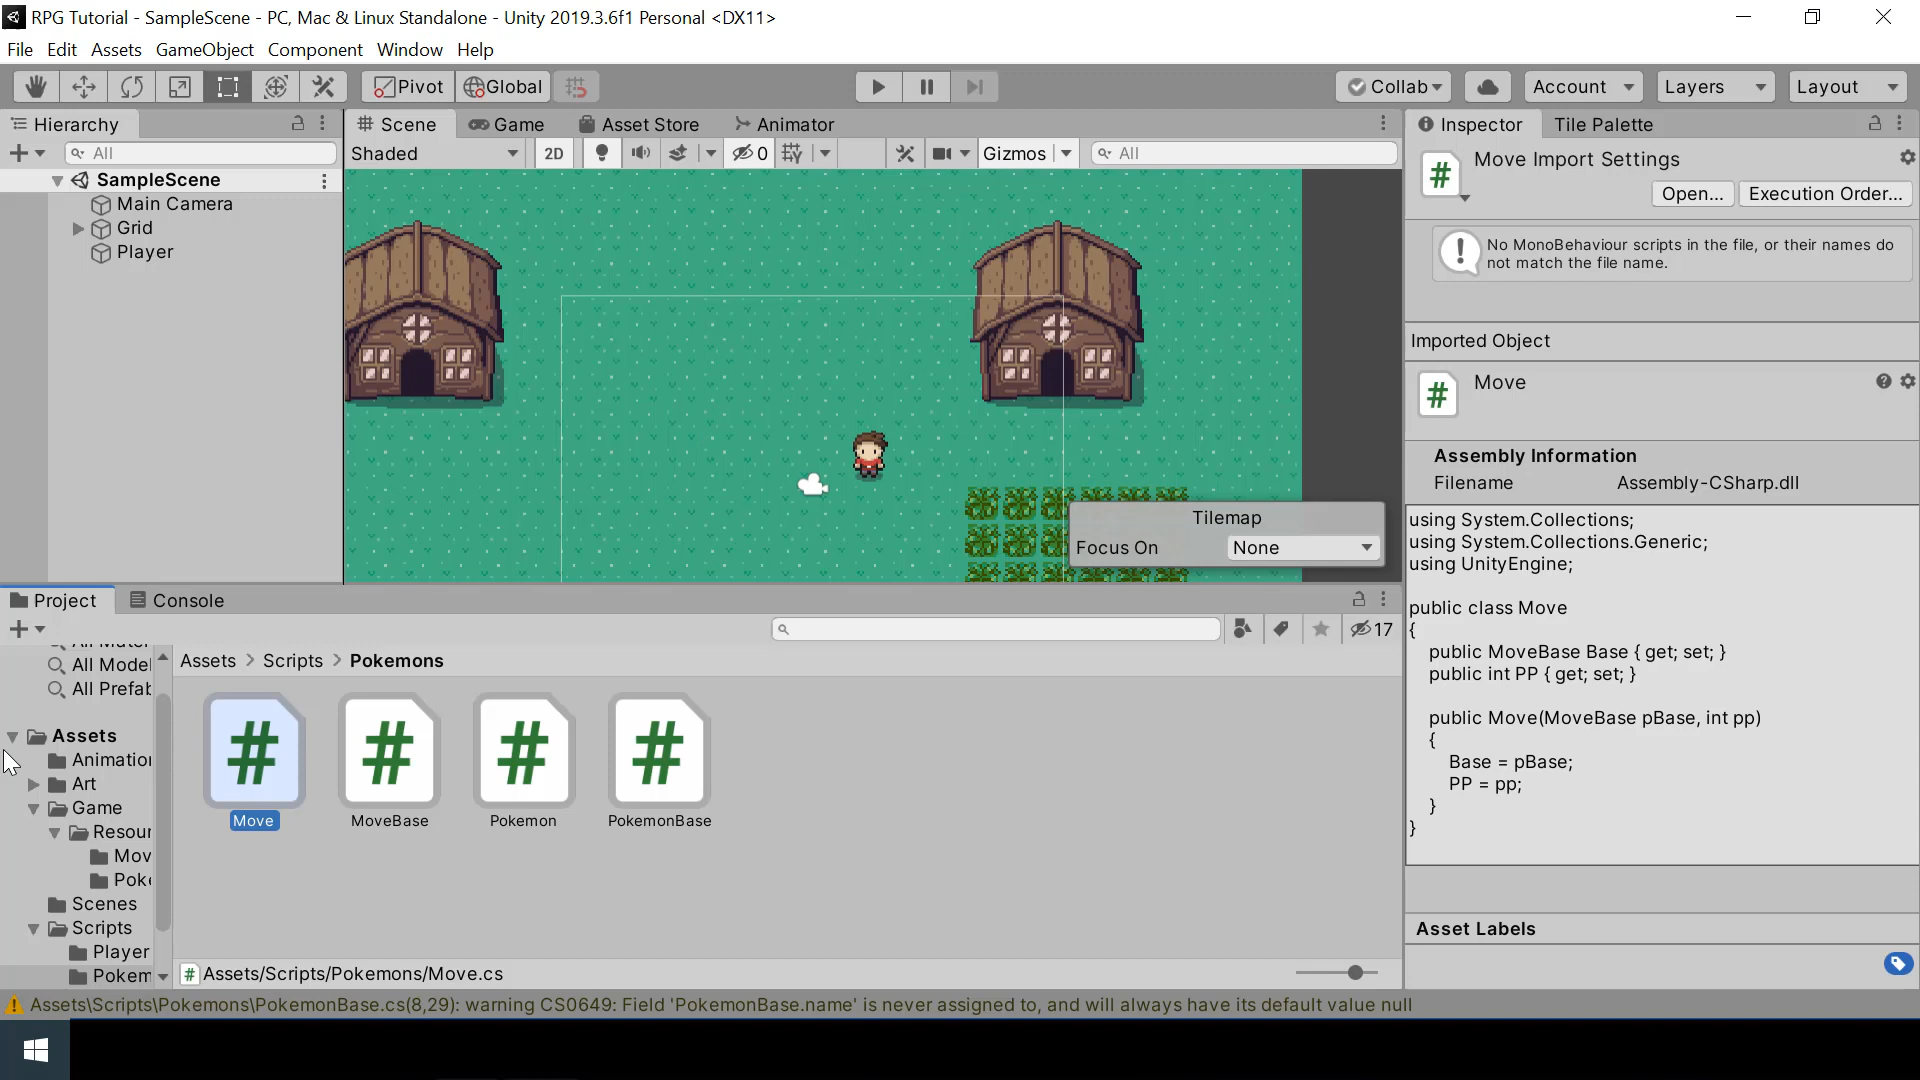 RPG Tutorial - SampleScene - PC, Mac & Linux Standalone - Unity 2019.3.6f1 Personal <DX11>
File Edit Assets GameObject Component Window Help
Pivot Global Collab Account Layers Layout
Hierarchy
All
SampleScene
Main Camera
Grid
Player
Scene Game Asset Store Animator
Shaded 2D 0 Gizmos All
Tilemap
Focus On None
Inspector Tile Palette
Move Import Settings
Open... Execution Order...
No MonoBehaviour scripts in the file, or their names do
not match the file name.
Imported Object
Move
Assembly Information
Filename Assembly-CSharp.dll
using System.Collections;
using System.Collections.Generic;
using UnityEngine;
public class Move
{
public MoveBase Base { get; set; }
public int PP { get; set; }
public Move(MoveBase pBase, int pp)
{
Base = pBase;
PP = pp;
}
}
Asset Labels
Project Console
17
All Model
All Prefab
Assets
Animation
Art
Game
Resour
Mov
Poke
Scenes
Scripts
Player
Pokem
Assets > Scripts > Pokemons
Move MoveBase Pokemon PokemonBase
Assets/Scripts/Pokemons/Move.cs
Assets\Scripts\Pokemons\PokemonBase.cs(8,29): warning CS0649: Field 'PokemonBase.name' is never assigned to, and will always have its default value null